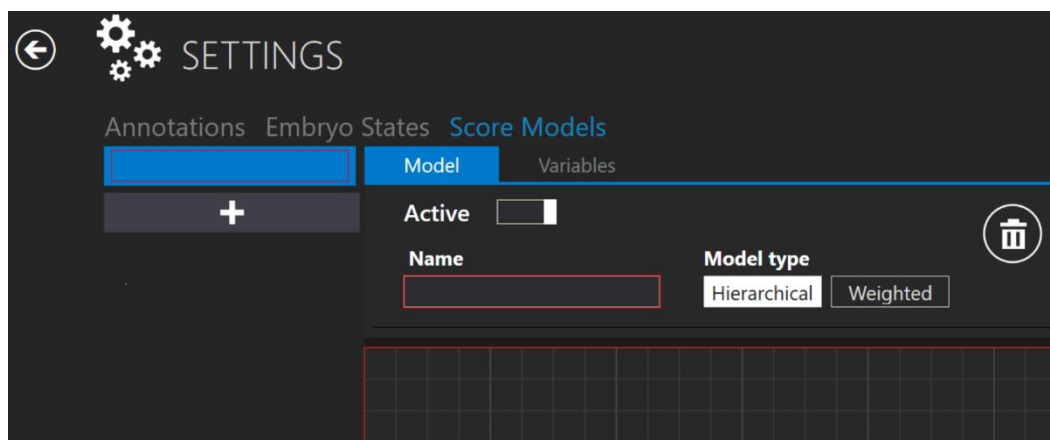 SETTINGS
Annotations Embryo States Score Models
Model Variables
Active
Name Model type
Hierarchical Weighted